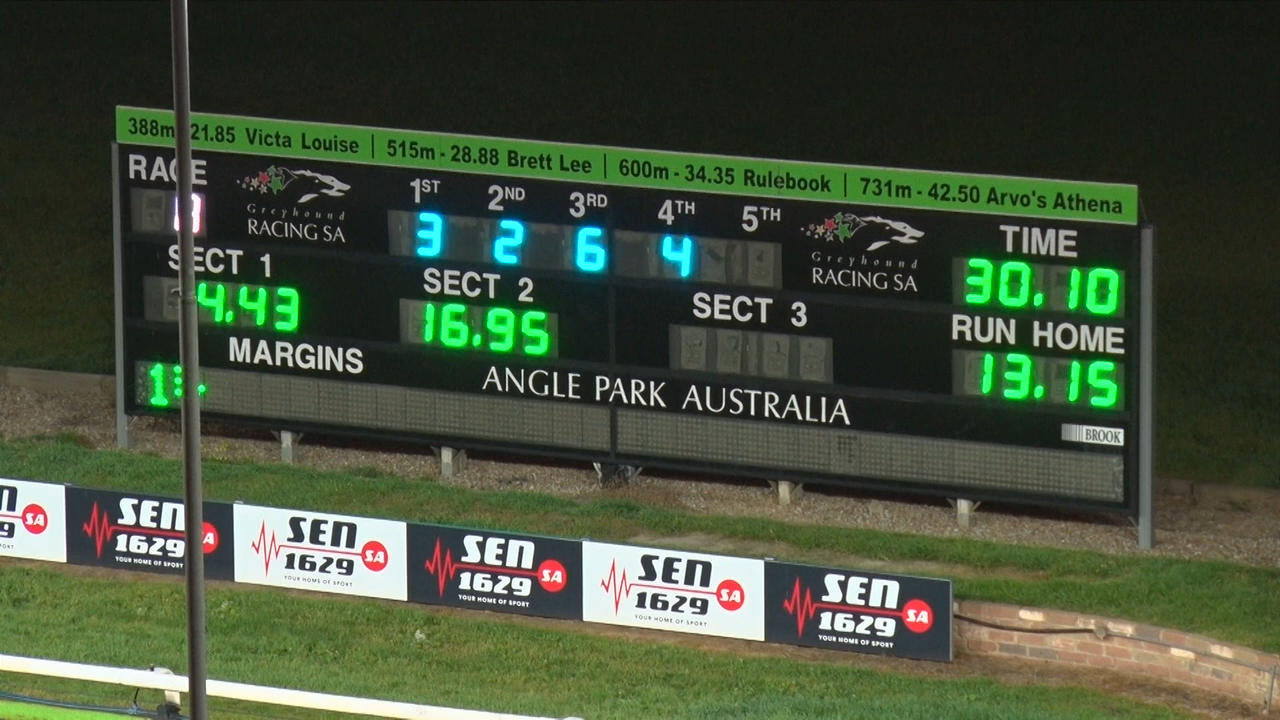 388m 21.85 Victa Louise | 515m - 28.88 Brett Lee | 600m - 34.35 Rulebook | 731m - 42.50 Arvo's Athena
RACE
Greyhound
RACING SA
1ST 2ND 3RD 4TH 5TH
3 2 6 4
Greyhound
RACING SA
TIME
30.10
SECT 1
4.43
SECT 2
16.95
SECT 3
RUN HOME
13.15
MARGINS
ANGLE PARK AUSTRALIA
BROOK
SA
SEN
1629 SA
YOUR HOME OF SPORT
SEN
1629 SA
YOUR HOME OF SPORT
SEN
1629 SA
YOUR HOME OF SPORT
SEN
1629 SA
YOUR HOME OF SPORT
SEN
1629 SA
YOUR HOME OF SPORT